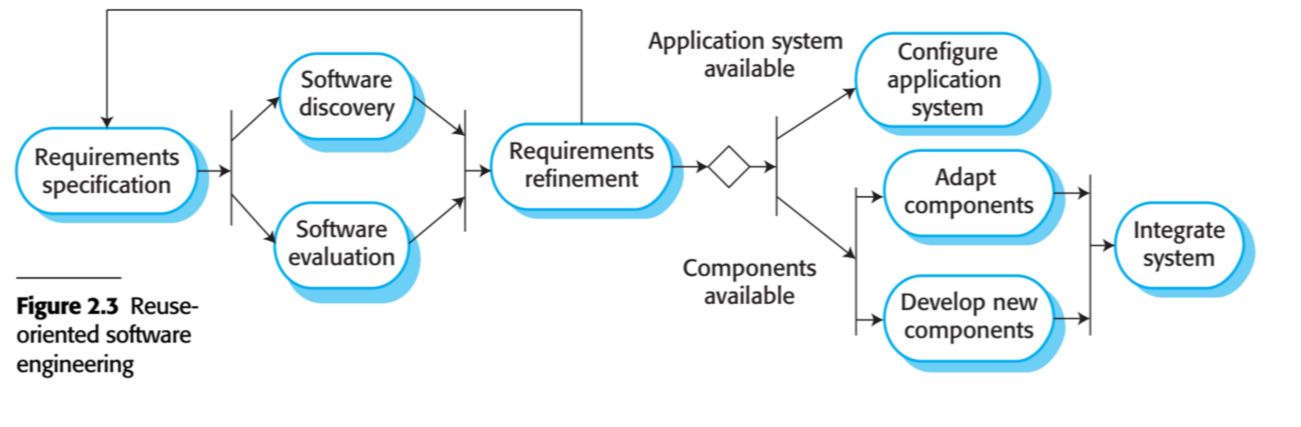 Requirements
specification
Software
discovery
Software
evaluation
Requirements
refinement
Application system
available
Configure
application
system
Components
available
Adapt
components
Develop new
components
Integrate
system
Figure 2.3 Reuse-
oriented software
engineering